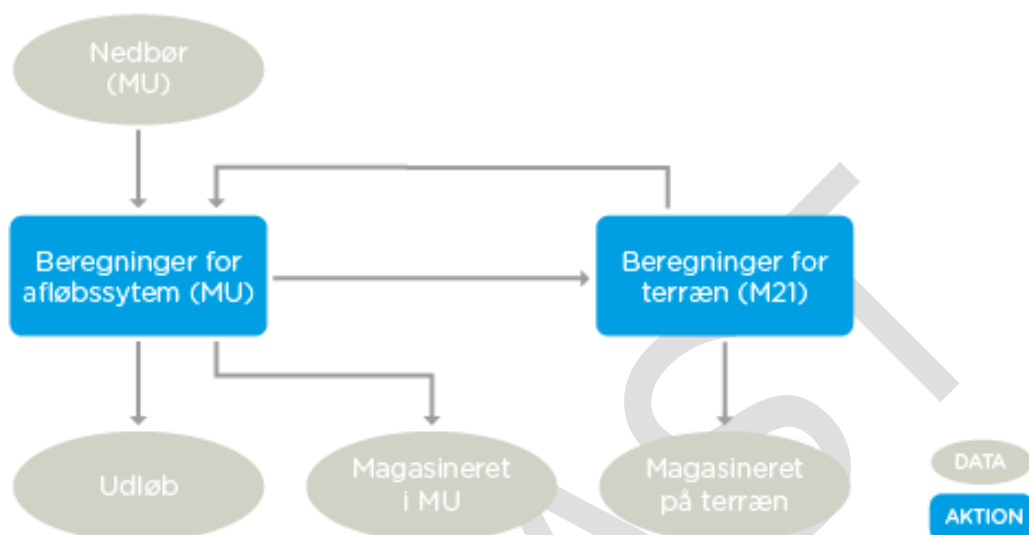 Nedbør
(MU)
Beregninger for
afløbssytem (MU)
Beregninger for
terræn (M21)
Udløb
Magasineret
i MU
Magasineret
på terræn
DATA
AKTION